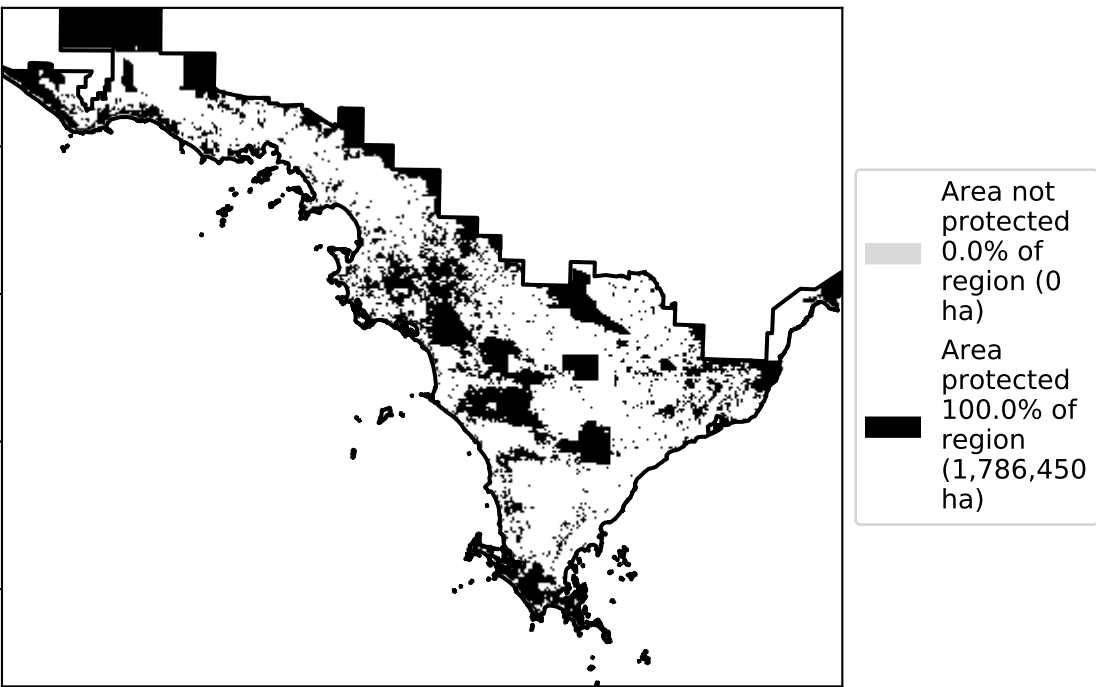 Area not
protected
0.0% of
region (0
ha)
Area
protected
100.0% of
region
(1,786,450
ha)